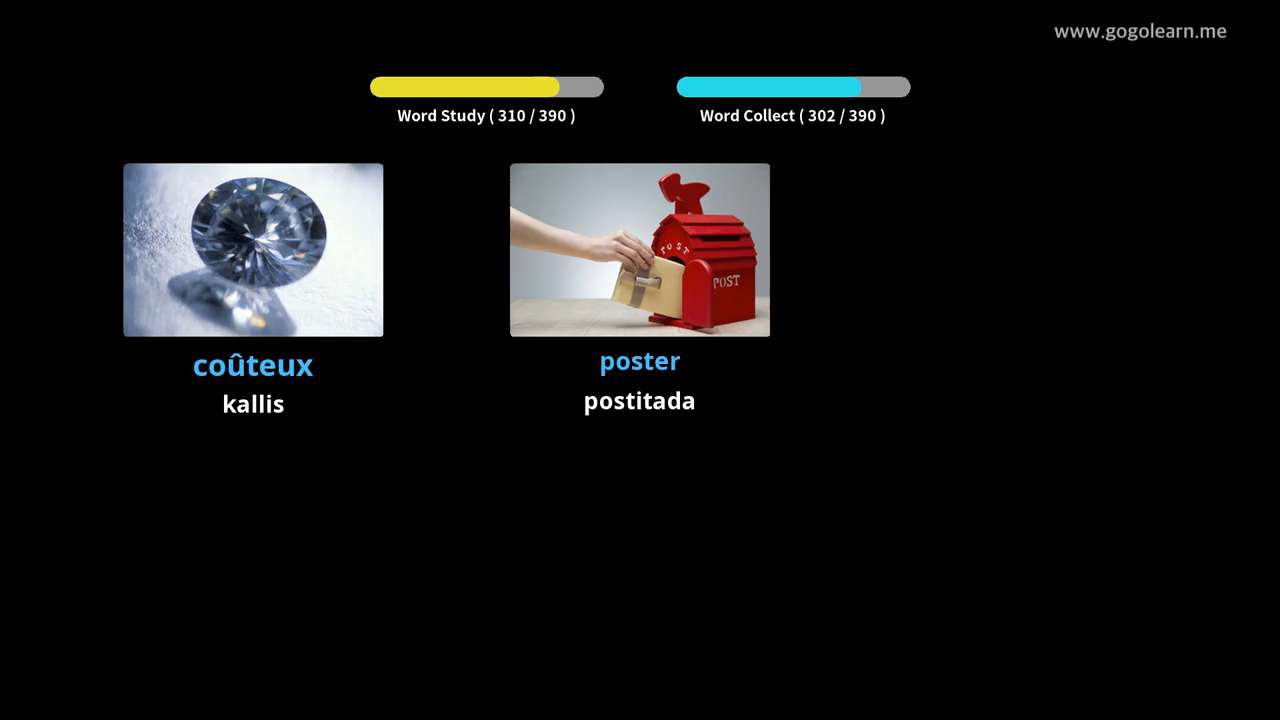 www.gogolearn.me
Word Study ( 310 / 390 )
Word Collect ( 302 / 390 )
POST
POST
coûteux
kallis
poster
postitada